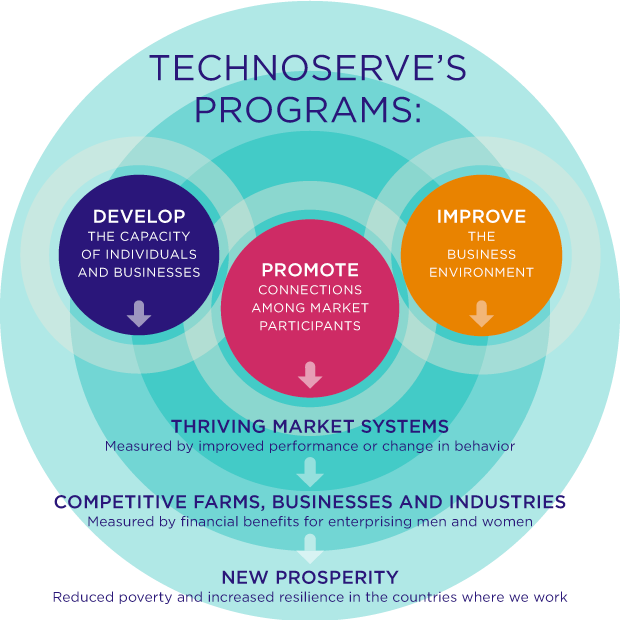 TECHNOSERVE’S
PROGRAMS:
DEVELOP
THE CAPACITY
OF INDIVIDUALS
AND BUSINESSES
PROMOTE
CONNECTIONS
AMONG MARKET
PARTICIPANTS
IMPROVE
THE
BUSINESS
ENVIRONMENT
THRIVING MARKET SYSTEMS
Measured by improved performance or change in behavior
COMPETITIVE FARMS, BUSINESSES AND INDUSTRIES
Measured by financial benefits for enterprising men and women
NEW PROSPERITY
Reduced poverty and increased resilience in the countries where we work